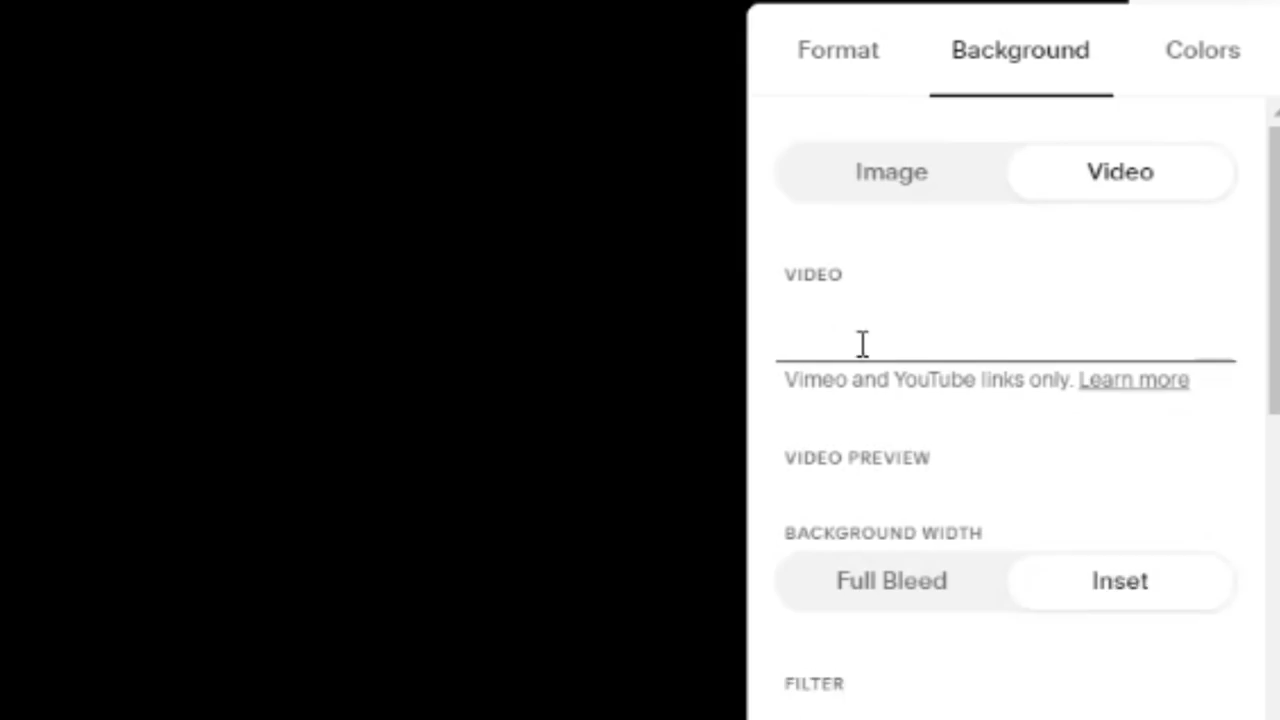 Format Background Colors
Image Video
VIDEO
Vimeo and YouTube links only. Learn more
VIDEO PREVIEW
BACKGROUND WIDTH
Full Bleed Inset
FILTER